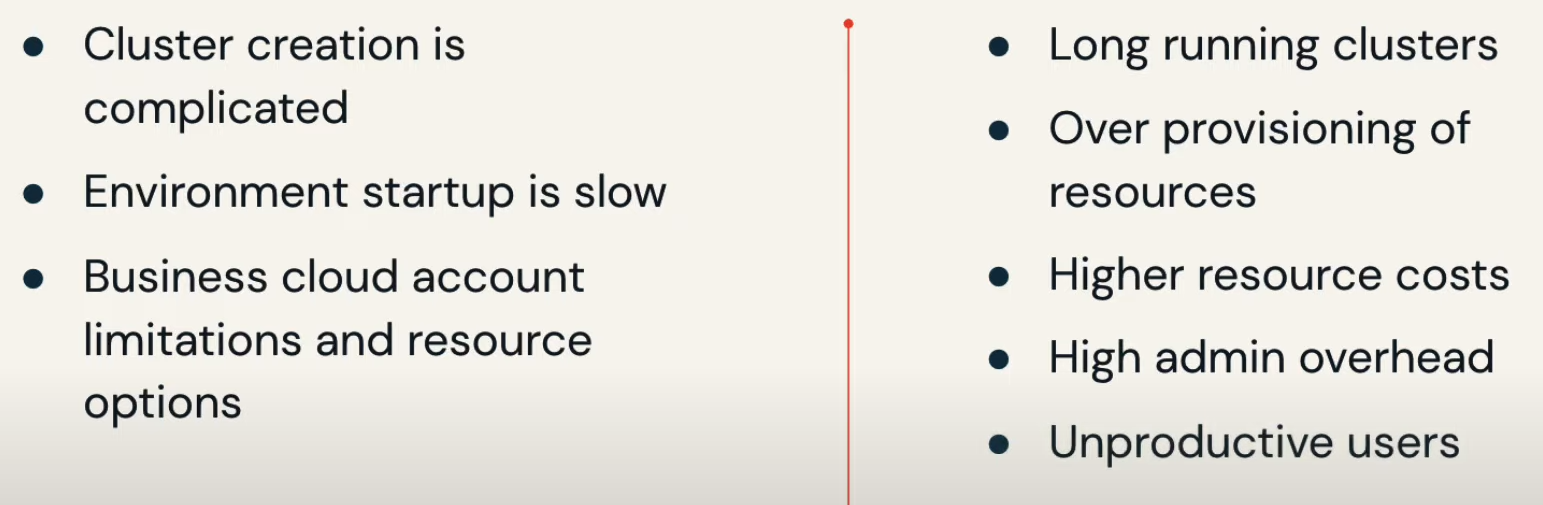 Cluster creation is
complicated
Environment startup is slow
Business cloud account
limitations and resource
options
Long running clusters
Over provisioning of
resources
Higher resource costs
High admin overhead
Unproductive users